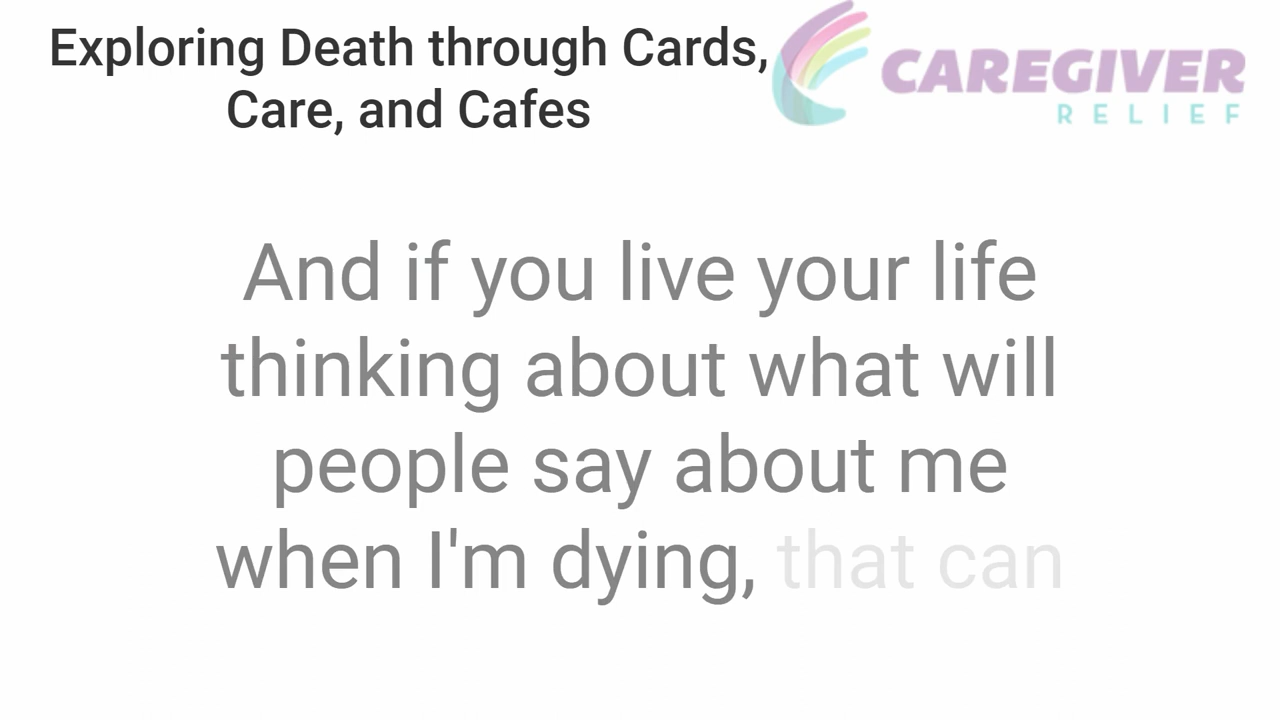 Exploring Death through Cards,
Care, and Cafes
CAREGIVER
RELIEF
And if you live your life
thinking about what will
people say about me
when I'm dying, that can